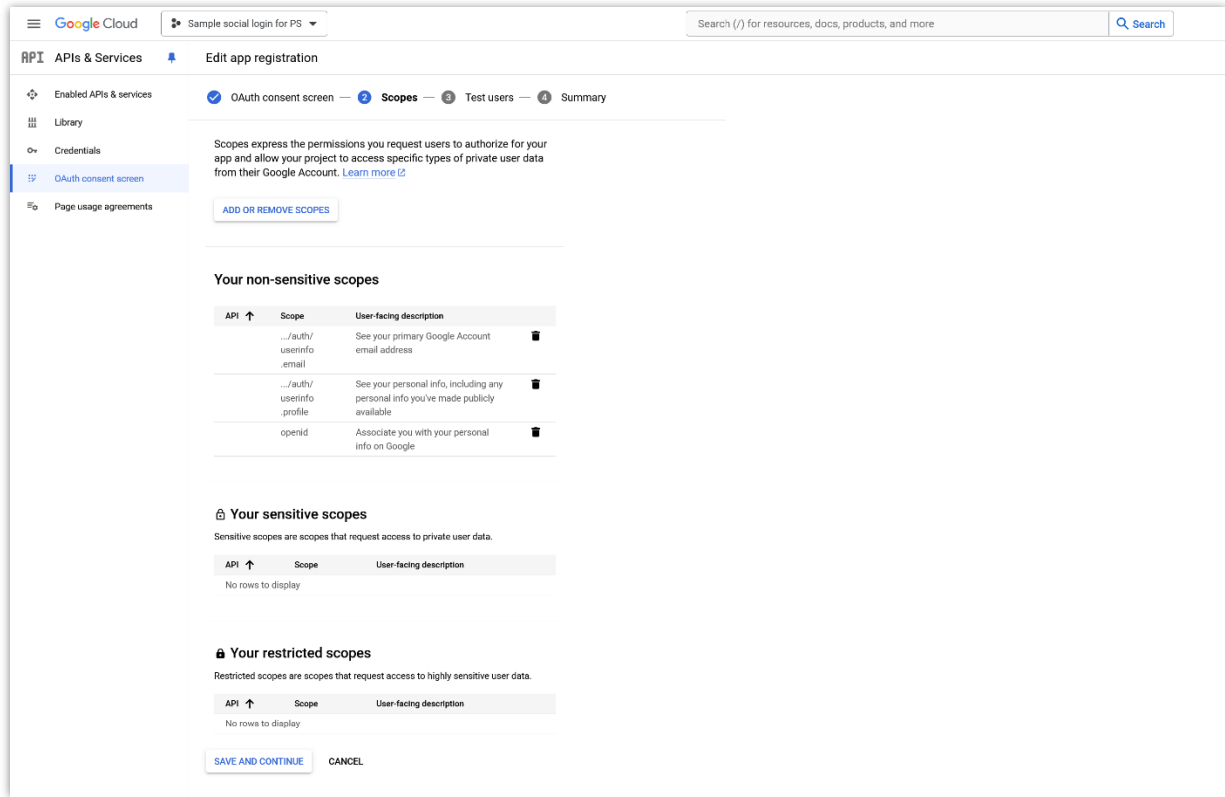 Google Cloud
Sample social login for PS
Search (/) for resources, docs, products, and more
Search
API APIs & Services
Edit app registration
Enabled APIs & services
Library
Credentials
OAuth consent screen
Page usage agreements
OAuth consent screen — 2 Scopes — 3 Test users — 4 Summary
Scopes express the permissions you request users to authorize for your
app and allow your project to access specific types of private user data
from their Google Account. Learn more
ADD OR REMOVE SCOPES
Your non-sensitive scopes
API Scope User-facing description
.../auth/ See your primary Google Account
userinfo email address
.email
.../auth/ See your personal info, including any
userinfo personal info you've made publicly
.profile available
openid Associate you with your personal
info on Google
Your sensitive scopes
Sensitive scopes are scopes that request access to private user data.
API Scope User-facing description
No rows to display
Your restricted scopes
Restricted scopes are scopes that request access to highly sensitive user data.
API Scope User-facing description
No rows to display
SAVE AND CONTINUE CANCEL